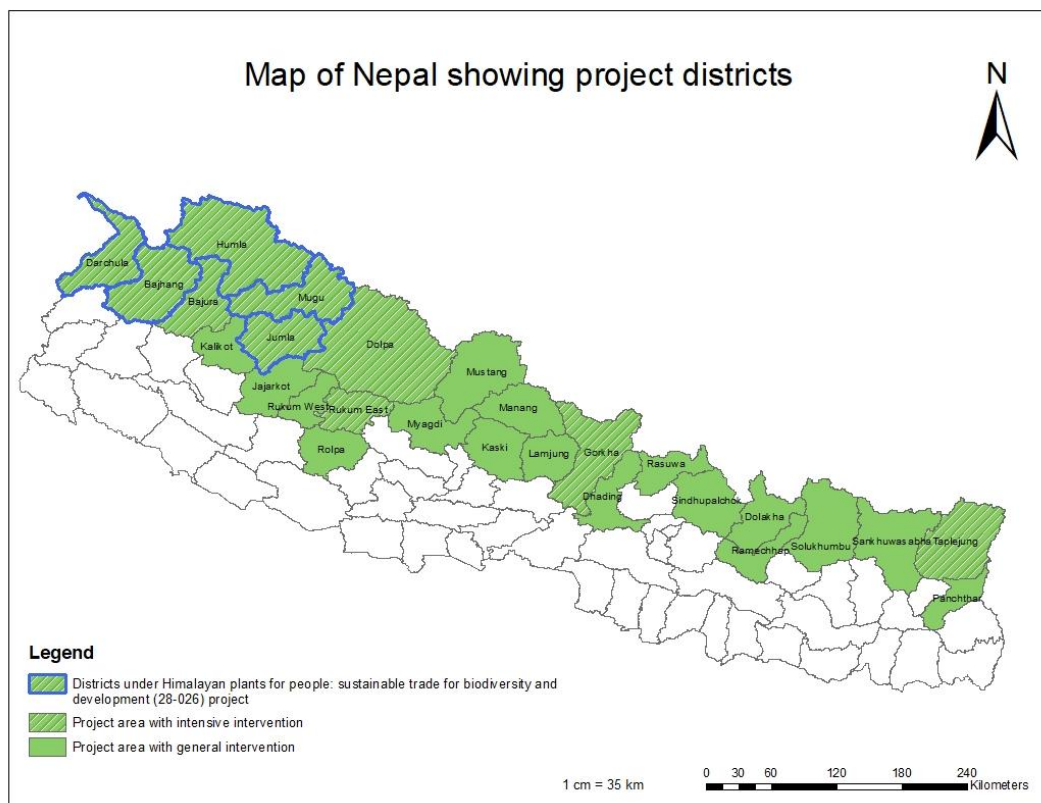 Map of Nepal showing project districts
N
Humla
Darchula
Bajhang
Bajura
Mugu
Jumla
Kalikot
Dolpa
Mustang
Jajarkot
Rukum West
Rukum East
Manang
Myagdi
Rolpa
Kaski
Lamjung
Gorkha
Rasuwa
Dhading
Sindhupalchok
Dolakha
Ramechhap
Solukhumbu
Sankhuwasabha
Taplejung
Panchthar
Legend
Districts under Himalayan plants for people: sustainable trade for biodiversity and
development (28-026) project
Project area with intensive intervention
Project area with general intervention
1 cm = 35 km
0 30 60 120 180 240
Kilometers